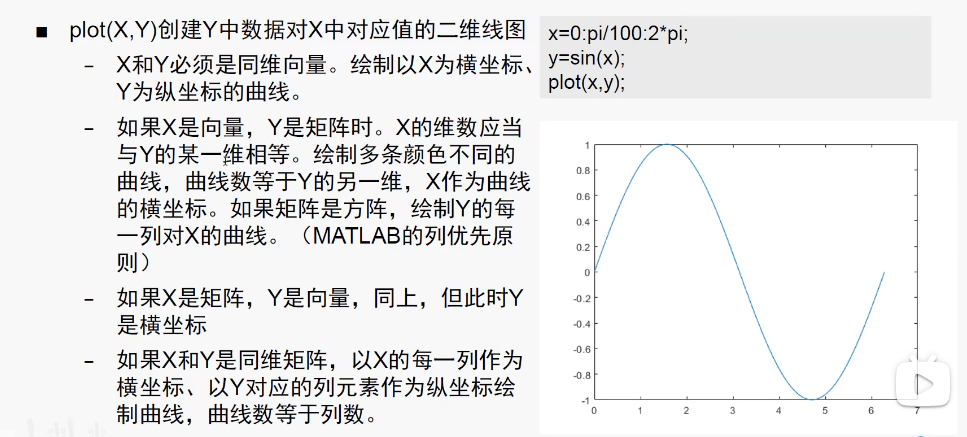 ■ plot(X,Y)创建Y中数据对X中对应值的二维线图
– X和Y必须是同维向量。绘制以X为横坐标、
Y为纵坐标的曲线。
– 如果X是向量，Y是矩阵时。X的维数应当
与Y的某一维相等。绘制多条颜色不同的
曲线，曲线数等于Y的另一维，X作为曲线
的横坐标。如果矩阵是方阵，绘制Y的每
一列对X的曲线。（MATLAB的列优先原
则）
– 如果X是矩阵，Y是向量，同上，但此时Y
是横坐标
– 如果X和Y是同维矩阵，以X的每一列作为
横坐标、以Y对应的列元素作为纵坐标绘
制曲线，曲线数等于列数。
x=0:pi/100:2*pi;
y=sin(x);
plot(x,y);
1
0.8
0.6
0.4
0.2
0
-0.2
-0.4
-0.6
-0.8
-1
0 1 2 3 4 5 6 7